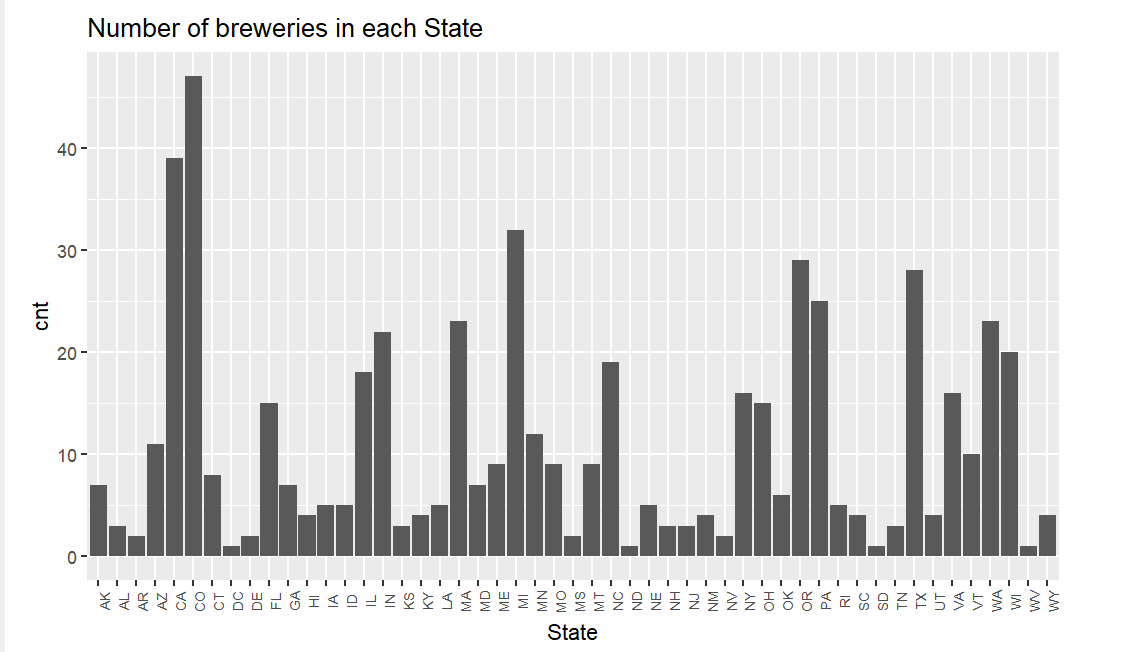 Number of breweries in each State
40
30
20
10
0
cnt
AK AL AR AZ CA CO CT DC DE FL GA HI IA ID IL IN KS KY LA MA MD ME MI MN MO MS MT NC ND NE NH NJ NM NV NY OH OK OR PA RI SC SD TN TX UT VA VT WA WI WV WY
State